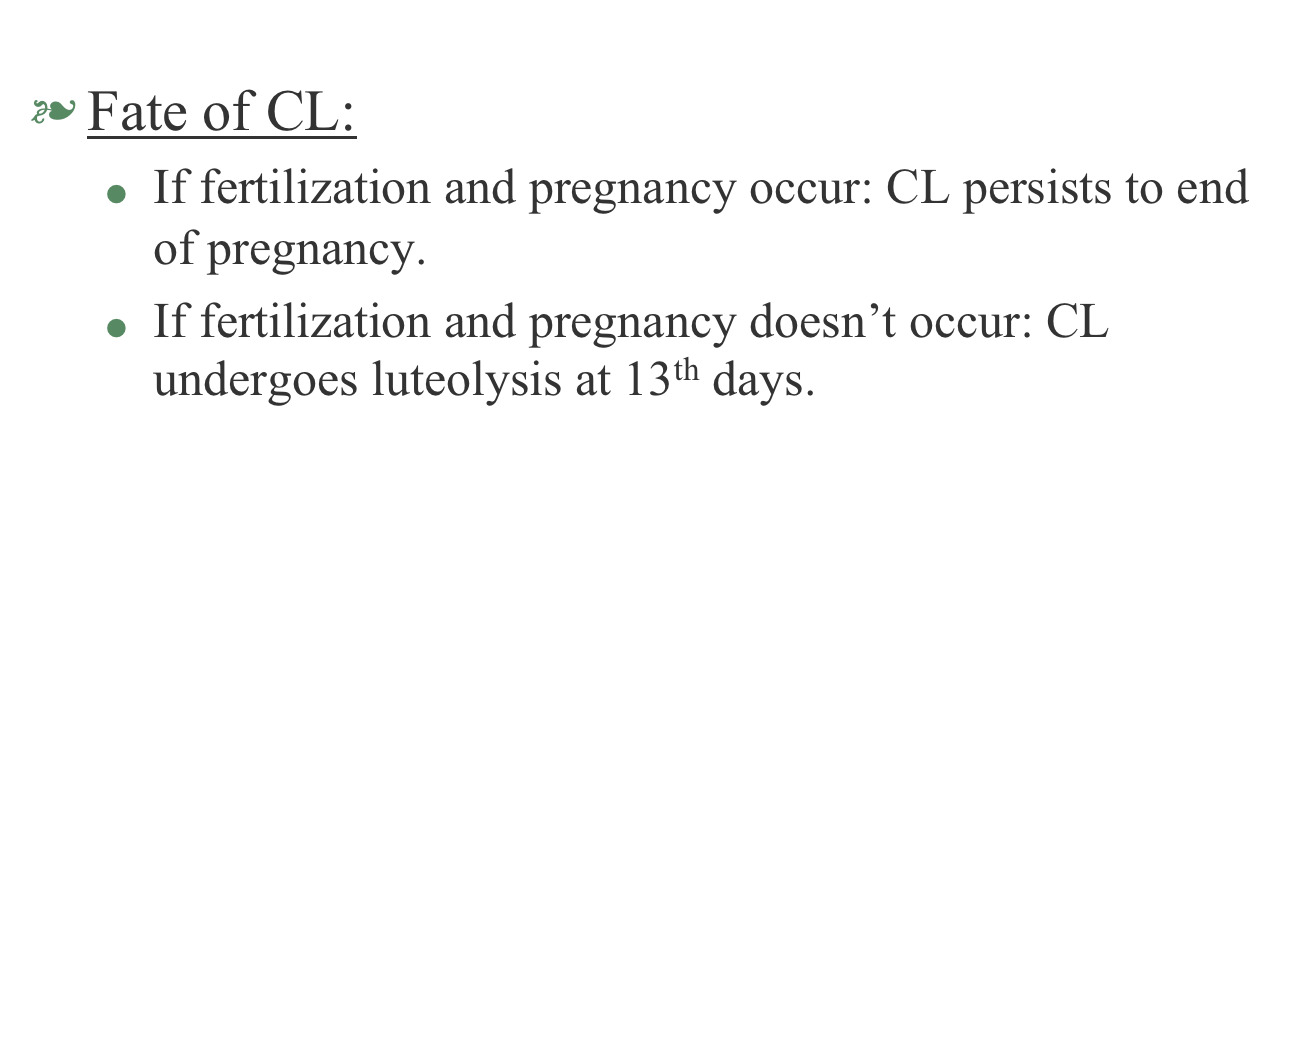 Fate of CL:
If fertilization and pregnancy occur: CL persists to end
of pregnancy.
If fertilization and pregnancy doesn’t occur: CL
undergoes luteolysis at 13th days.